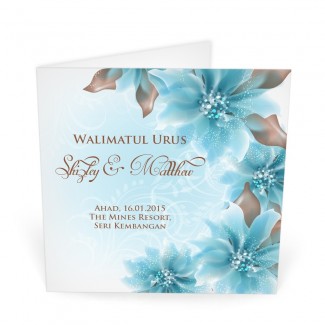 Walimatul Urus
Shizley & Matthew
Ahad, 16.01.2015
The Mines Resort,
Seri Kembangan